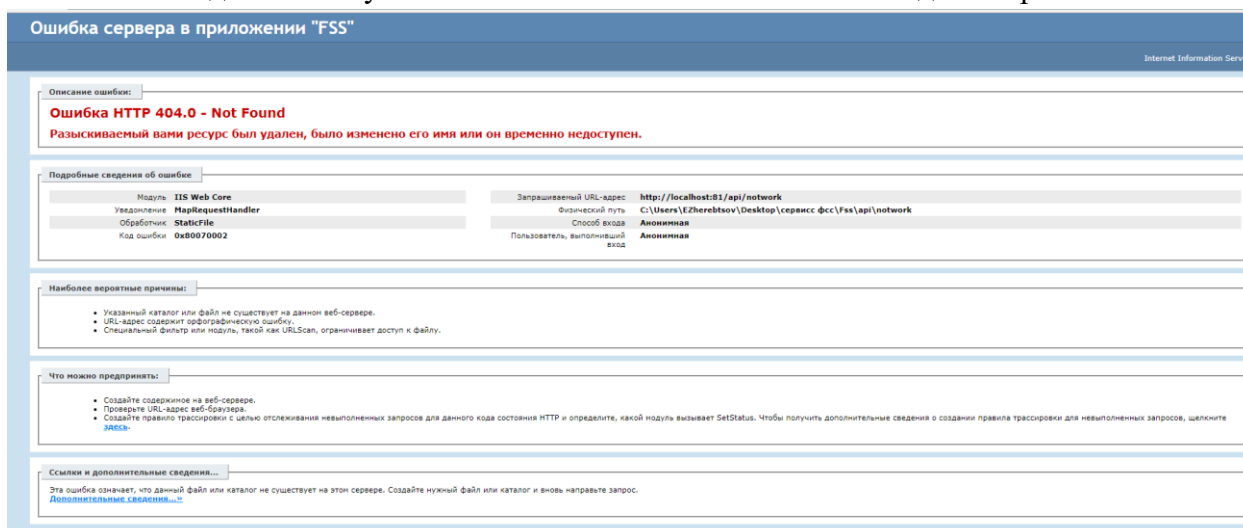 Ошибка сервера в приложении "FSS"
Internet Information Serv
Описание ошибки:
Ошибка HTTP 404.0 - Not Found
Разыскиваемый вами ресурс был удален, было изменено его имя или он временно недоступен.
Подробные сведения об ошибке
Модуль IIS Web Core
Уведомление MapRequestHandler
Обработчик StaticFile
Код ошибки 0x80070002
Запрашиваемый URL-адрес http://localhost:81/api/notwork
Физический путь C:\Users\EZherebtsov\Desktop\сервисс фсс\Fss\api\notwork
Способ входа Анонимная
Пользователь, выполнивший Анонимная
вход
Наиболее вероятные причины:
• Указанный каталог или файл не существует на данном веб-сервере.
• URL-адрес содержит орфографическую ошибку.
• Специальный фильтр или модуль, такой как URLScan, ограничивает доступ к файлу.
Что можно предпринять:
• Создайте содержимое на веб-сервере.
• Проверьте URL-адрес веб-браузера.
• Создайте правило трассировки с целью отслеживания невыполненных запросов для данного кода состояния HTTP и определите, какой модуль вызывает SetStatus. Чтобы получить дополнительные сведения о создании правила трассировки для невыполненных запросов, щелкните
здесь.
Ссылки и дополнительные сведения...
Эта ошибка означает, что данный файл или каталог не существует на этом сервере. Создайте нужный файл или каталог и вновь направьте запрос.
Дополнительные сведения...»